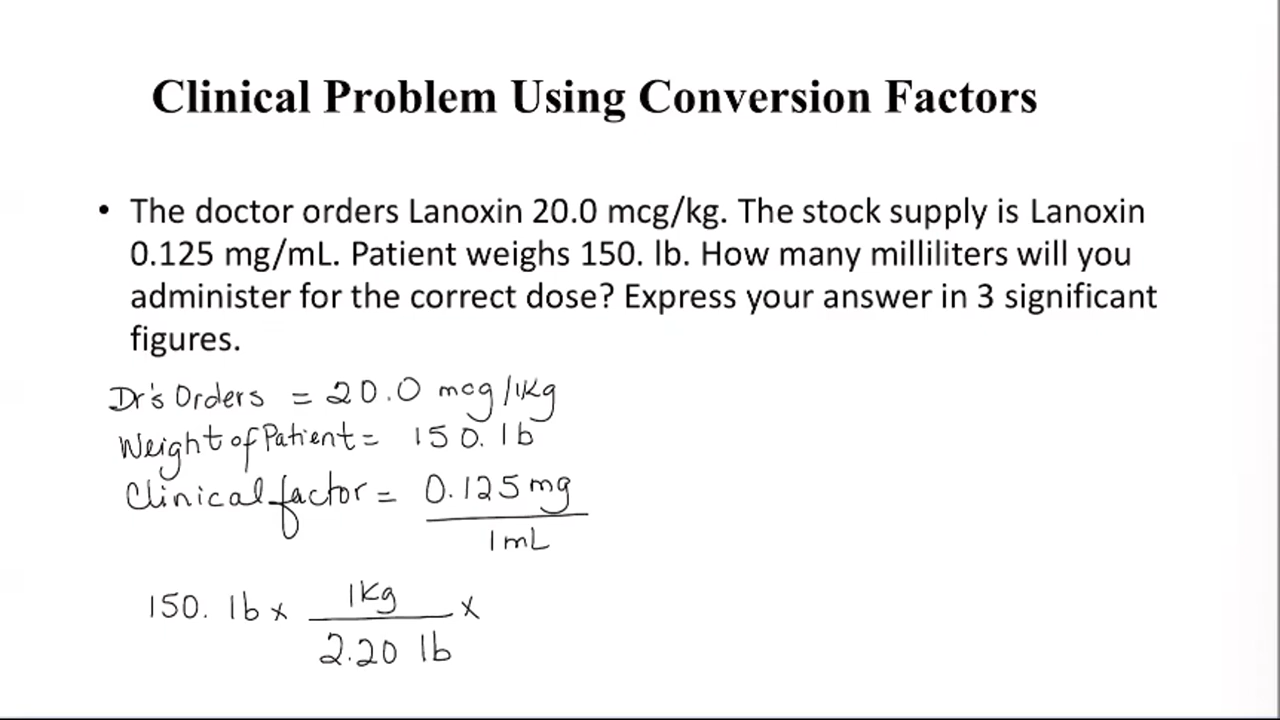 Clinical Problem Using Conversion Factors
• The doctor orders Lanoxin 20.0 mcg/kg. The stock supply is Lanoxin
0.125 mg/mL. Patient weighs 150. lb. How many milliliters will you
administer for the correct dose? Express your answer in 3 significant
figures.
Dr's Orders = 20.0 mcg/1Kg
Weight of Patient = 150. lb
Clinical factor = 0.125 mg
1 mL
150. lb x 1Kg x
2.20 lb